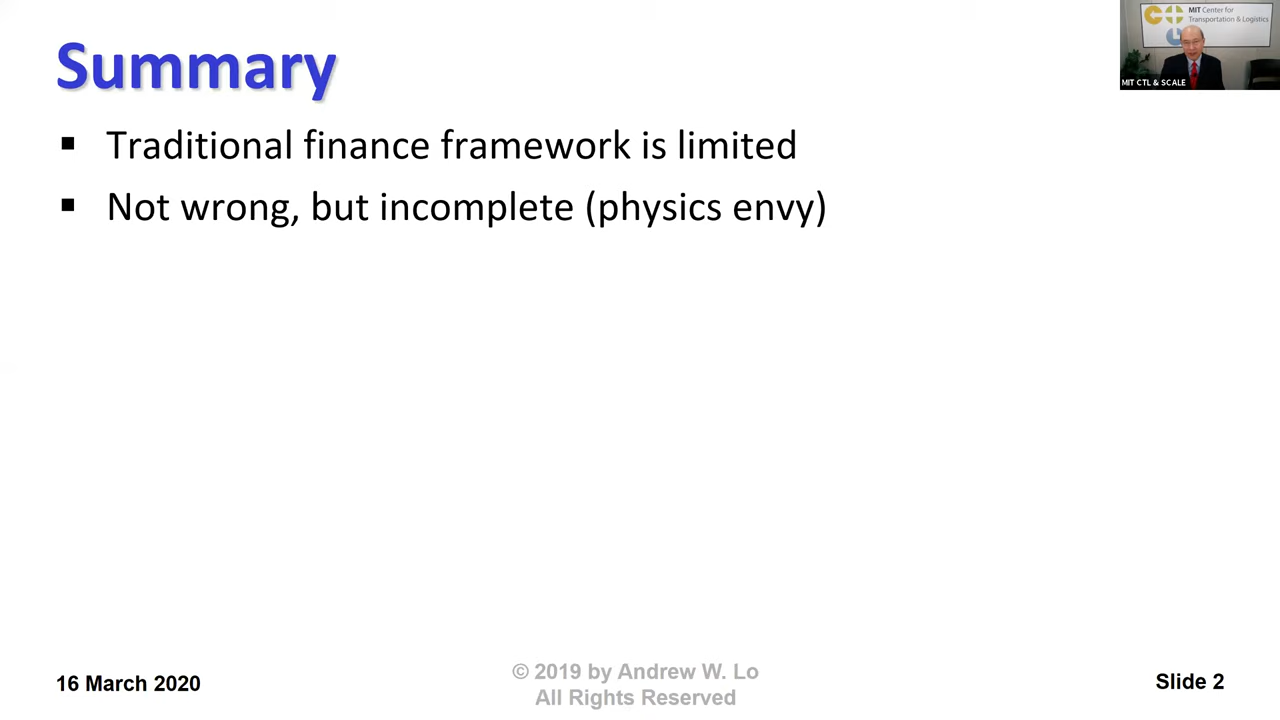 Summary
▪ Traditional finance framework is limited
▪ Not wrong, but incomplete (physics envy)
MIT Center for
Transportation & Logistics
MIT CTL & SCALE
16 March 2020
© 2019 by Andrew W. Lo
All Rights Reserved
Slide 2